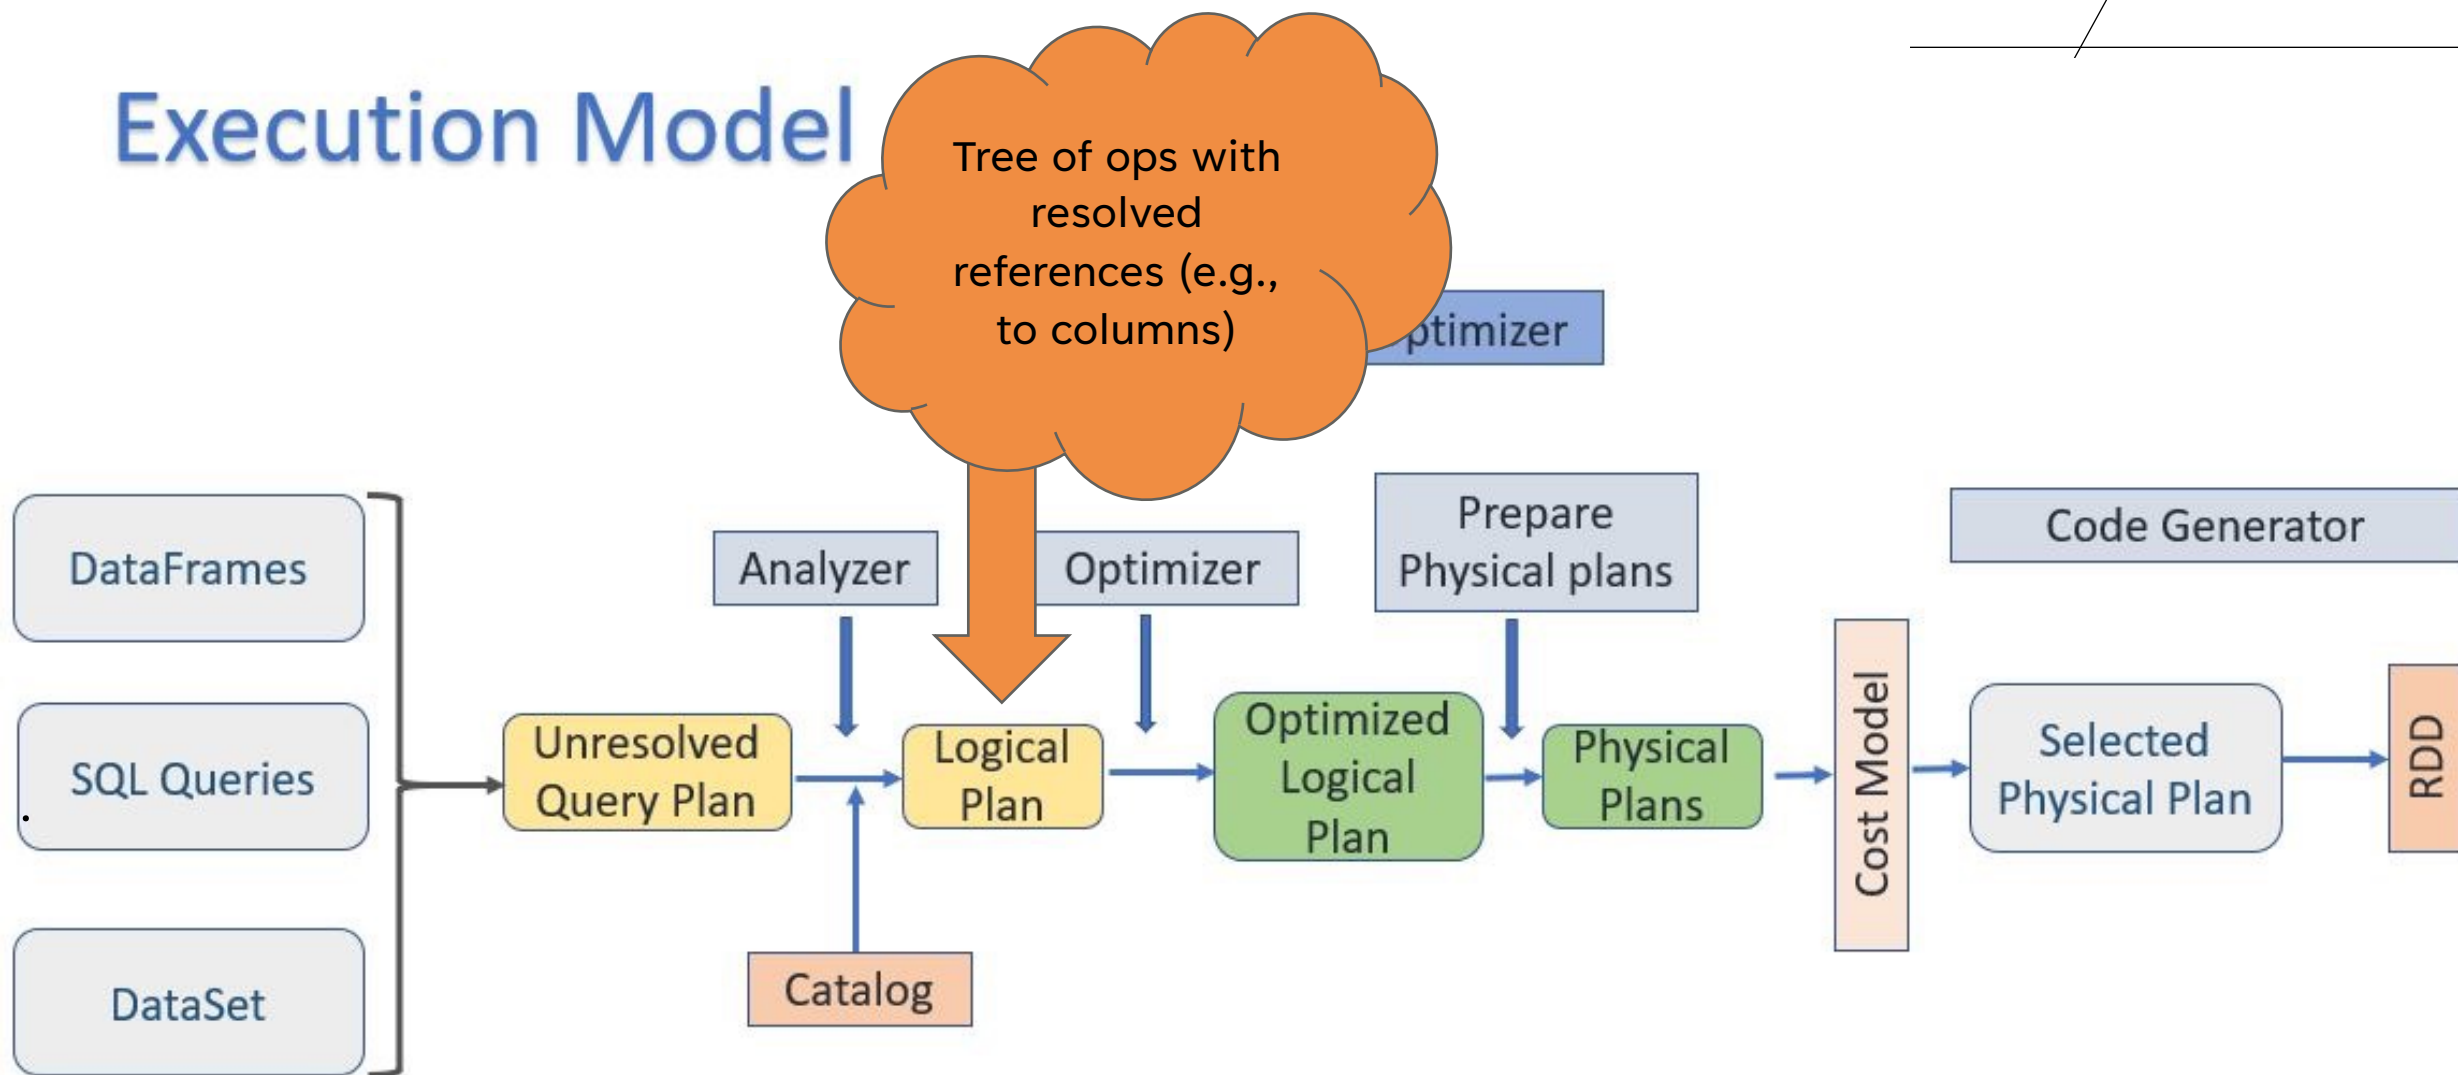 Execution Model
Tree of ops with
resolved
references (e.g.,
to columns)
Optimizer
Prepare
Physical plans
Code Generator
Analyzer
Optimizer
DataFrames
SQL Queries
DataSet
Unresolved
Query Plan
Logical
Plan
Optimized
Logical
Plan
Physical
Plans
Cost Model
Selected
Physical Plan
RDD
Catalog